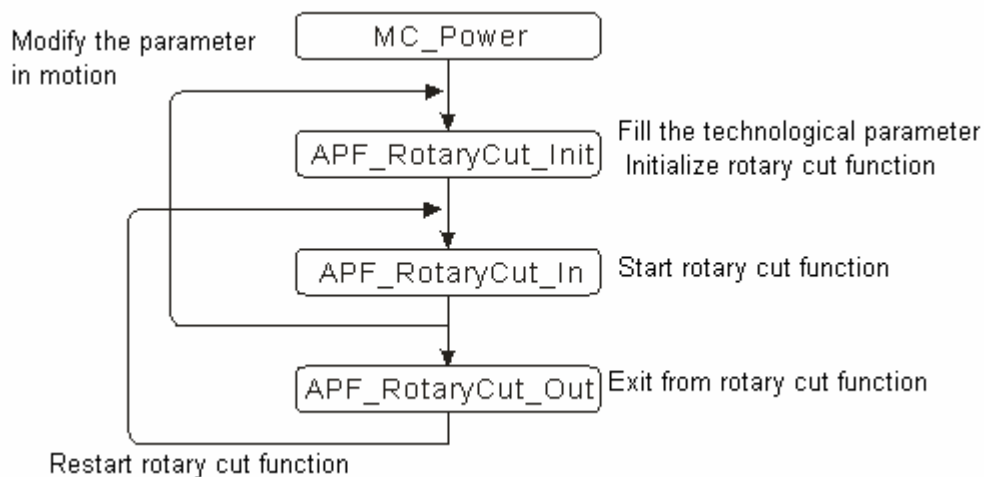 MC_Power
Modify the parameter
in motion
APF_RotaryCut_Init
Fill the technological parameter
Initialize rotary cut function
APF_RotaryCut_In
Start rotary cut function
APF_RotaryCut_Out
Exit from rotary cut function
Restart rotary cut function